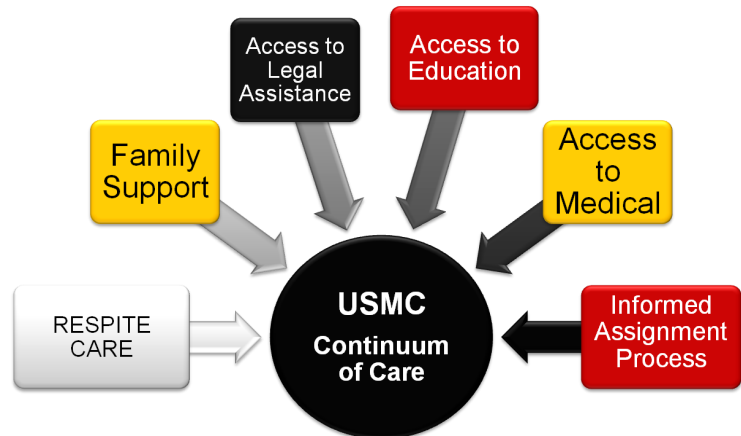 Access to
Legal
Assistance
Access to
Education
Family
Support
Access
to
Medical
RESPITE
CARE
USMC
Continuum
of Care
Informed
Assignment
Process